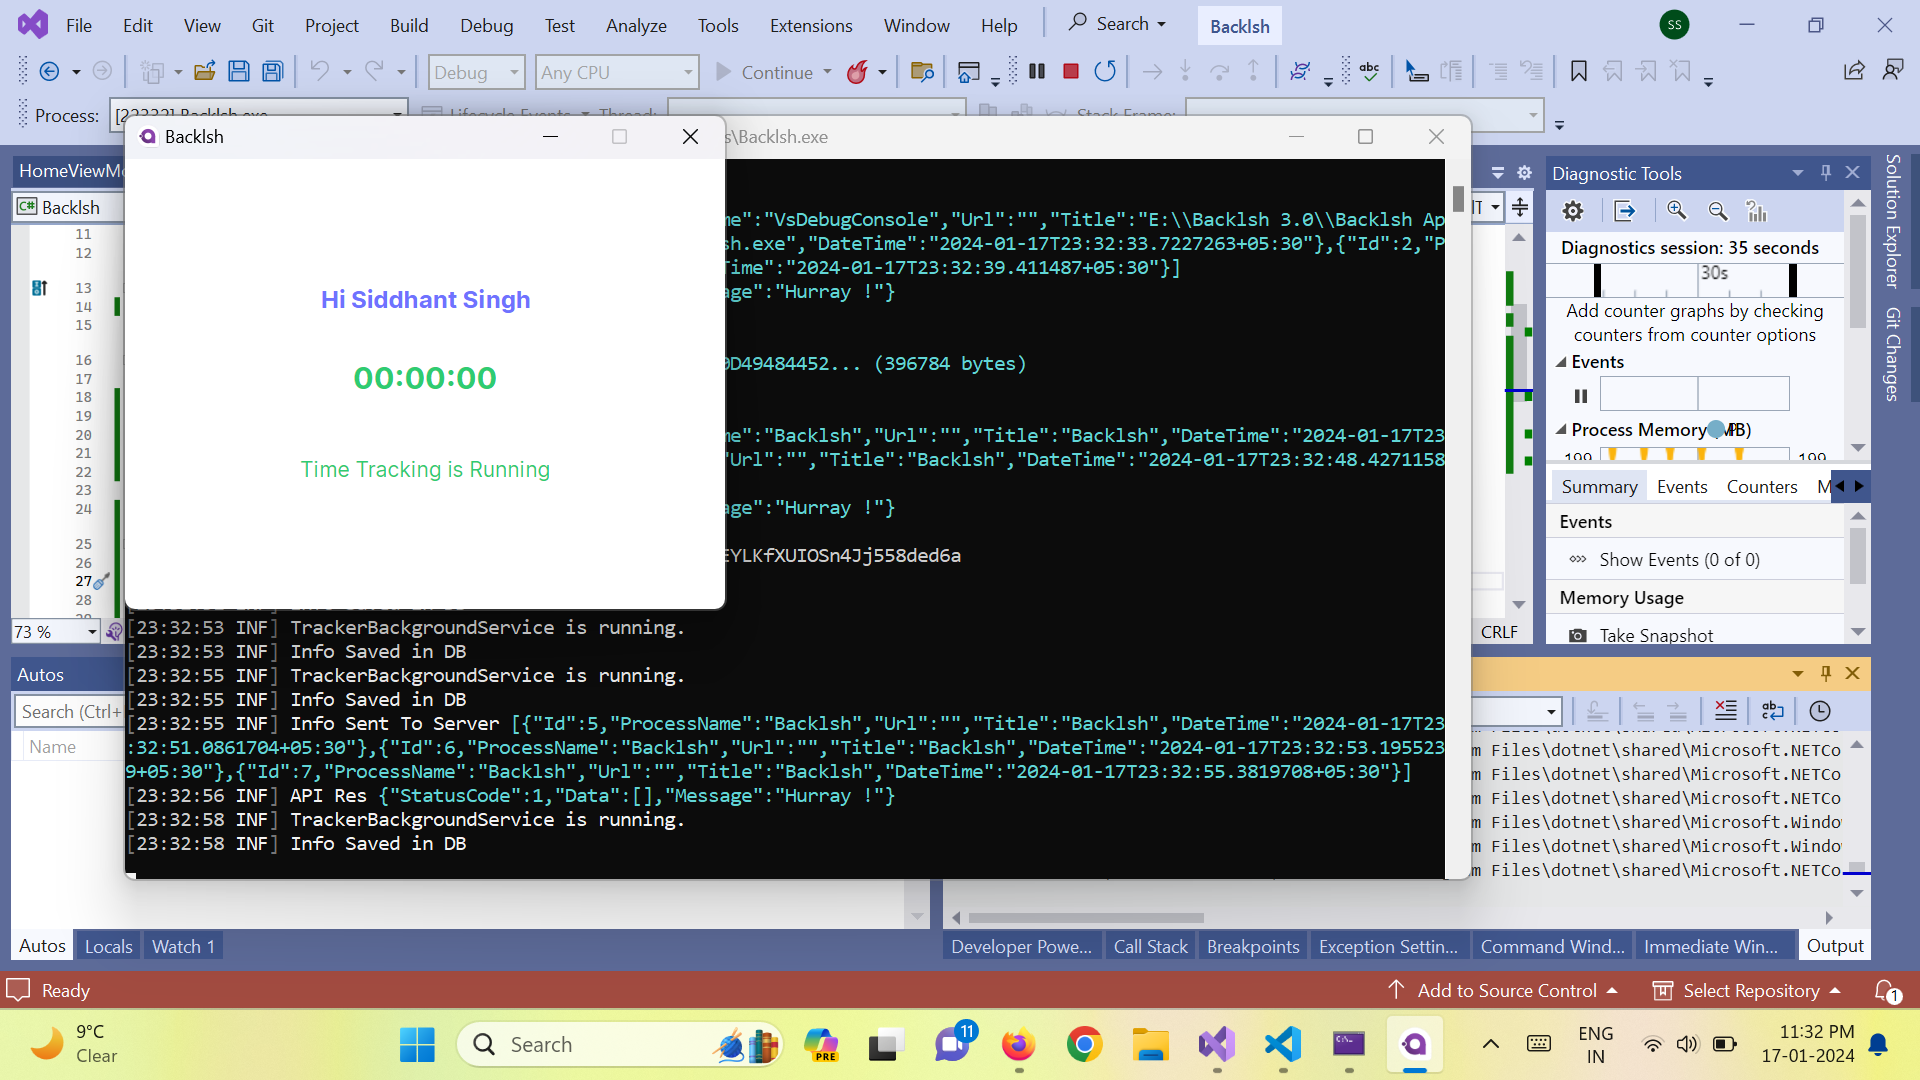 File Edit View Git Project Build Debug Test Analyze Tools Extensions Window Help Search Backlsh SS
Debug Any CPU Continue
Process: Thread: Stack Frame:
Backlsh
s\Backlsh.exe
Hi Siddhant Singh
00:00:00
Time Tracking is Running
Backlsh
11
12
13
14
15
16
17
18
19
20
21
22
23
24
25
26
27
28
73 %
me":"VsDebugConsole","Url":"","Title":"E:\\Backlsh 3.0\\Backlsh Ap
sh.exe","DateTime":"2024-01-17T23:32:33.7227263+05:30"},{"Id":2,"P
Time":"2024-01-17T23:32:39.411487+05:30"}]
age":"Hurray !"}
0D49484452... (396784 bytes)
me":"Backlsh","Url":"","Title":"Backlsh","DateTime":"2024-01-17T23
"Url":"","Title":"Backlsh","DateTime":"2024-01-17T23:32:48.4271158
age":"Hurray !"}
EYLKfXUIOSn4Jj558ded6a
[23:32:53 INF] TrackerBackgroundService is running.
[23:32:53 INF] Info Saved in DB
[23:32:55 INF] TrackerBackgroundService is running.
[23:32:55 INF] Info Saved in DB
[23:32:55 INF] Info Sent To Server [{"Id":5,"ProcessName":"Backlsh","Url":"","Title":"Backlsh","DateTime":"2024-01-17T23
:32:51.0861704+05:30"},{"Id":6,"ProcessName":"Backlsh","Url":"","Title":"Backlsh","DateTime":"2024-01-17T23:32:53.195523
9+05:30"},{"Id":7,"ProcessName":"Backlsh","Url":"","Title":"Backlsh","DateTime":"2024-01-17T23:32:55.3819708+05:30"}]
[23:32:56 INF] API Res {"StatusCode":1,"Data":[],"Message":"Hurray !"}
[23:32:58 INF] TrackerBackgroundService is running.
[23:32:58 INF] Info Saved in DB
CRLF
Diagnostic Tools
Diagnostics session: 35 seconds
30s
Add counter graphs by checking
counters from counter options
Events
Process Memory
199 199
Summary Events Counters M
Events
Show Events (0 of 0)
Memory Usage
Take Snapshot
Solution Explorer
Git Changes
Autos
Search (Ctrl+
Name
m Files\dotnet\shared\Microsoft.NETCo
m Files\dotnet\shared\Microsoft.NETCo
m Files\dotnet\shared\Microsoft.NETCo
m Files\dotnet\shared\Microsoft.Windo
m Files\dotnet\shared\Microsoft.Windo
m Files\dotnet\shared\Microsoft.NETCo
Autos Locals Watch 1
Developer Powe... Call Stack Breakpoints Exception Settin... Command Wind... Immediate Win... Output
Ready Add to Source Control Select Repository 1
9°C
Clear
Search
PRE
11
ENG
IN
11:32 PM
17-01-2024